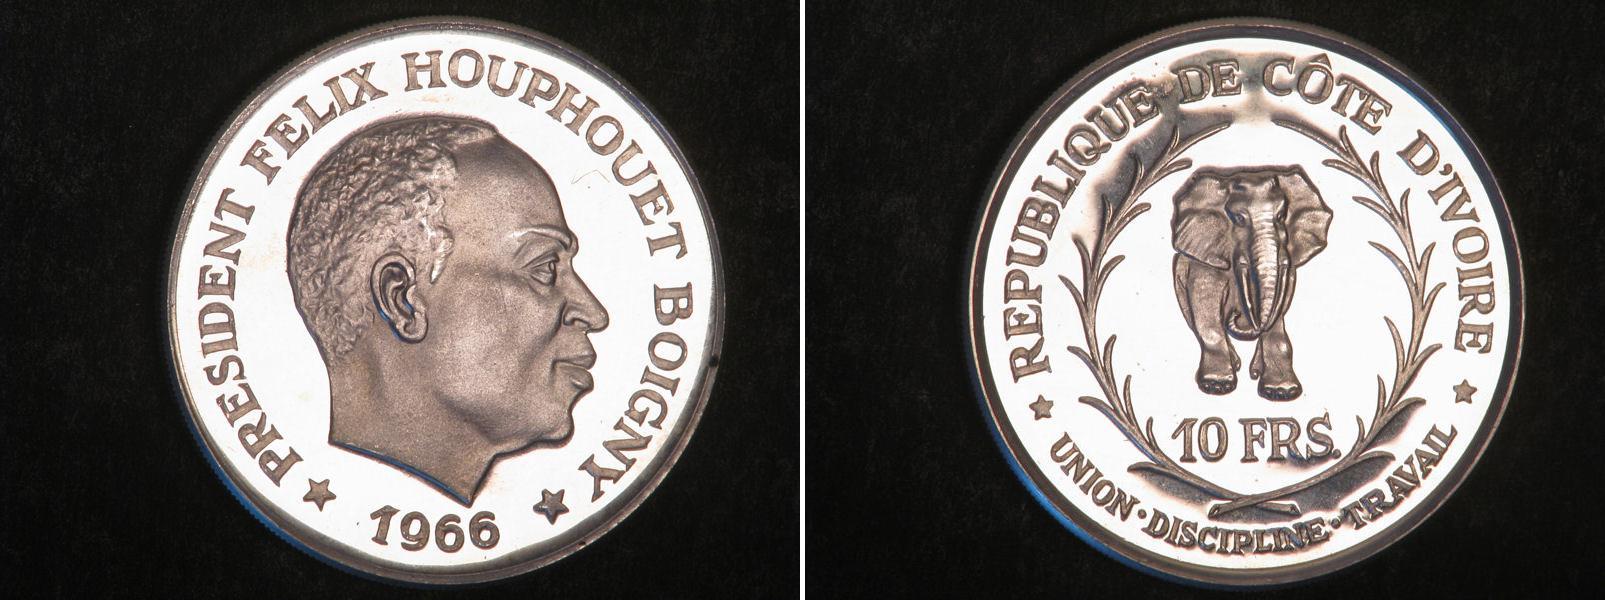 PRESIDENT FELIX HOUPHOUET BOIGNY
1966
REPUBLIQUE DE CÔTE D'IVOIRE
10 FRS.
UNION·DISCIPLINE·TRAVAIL